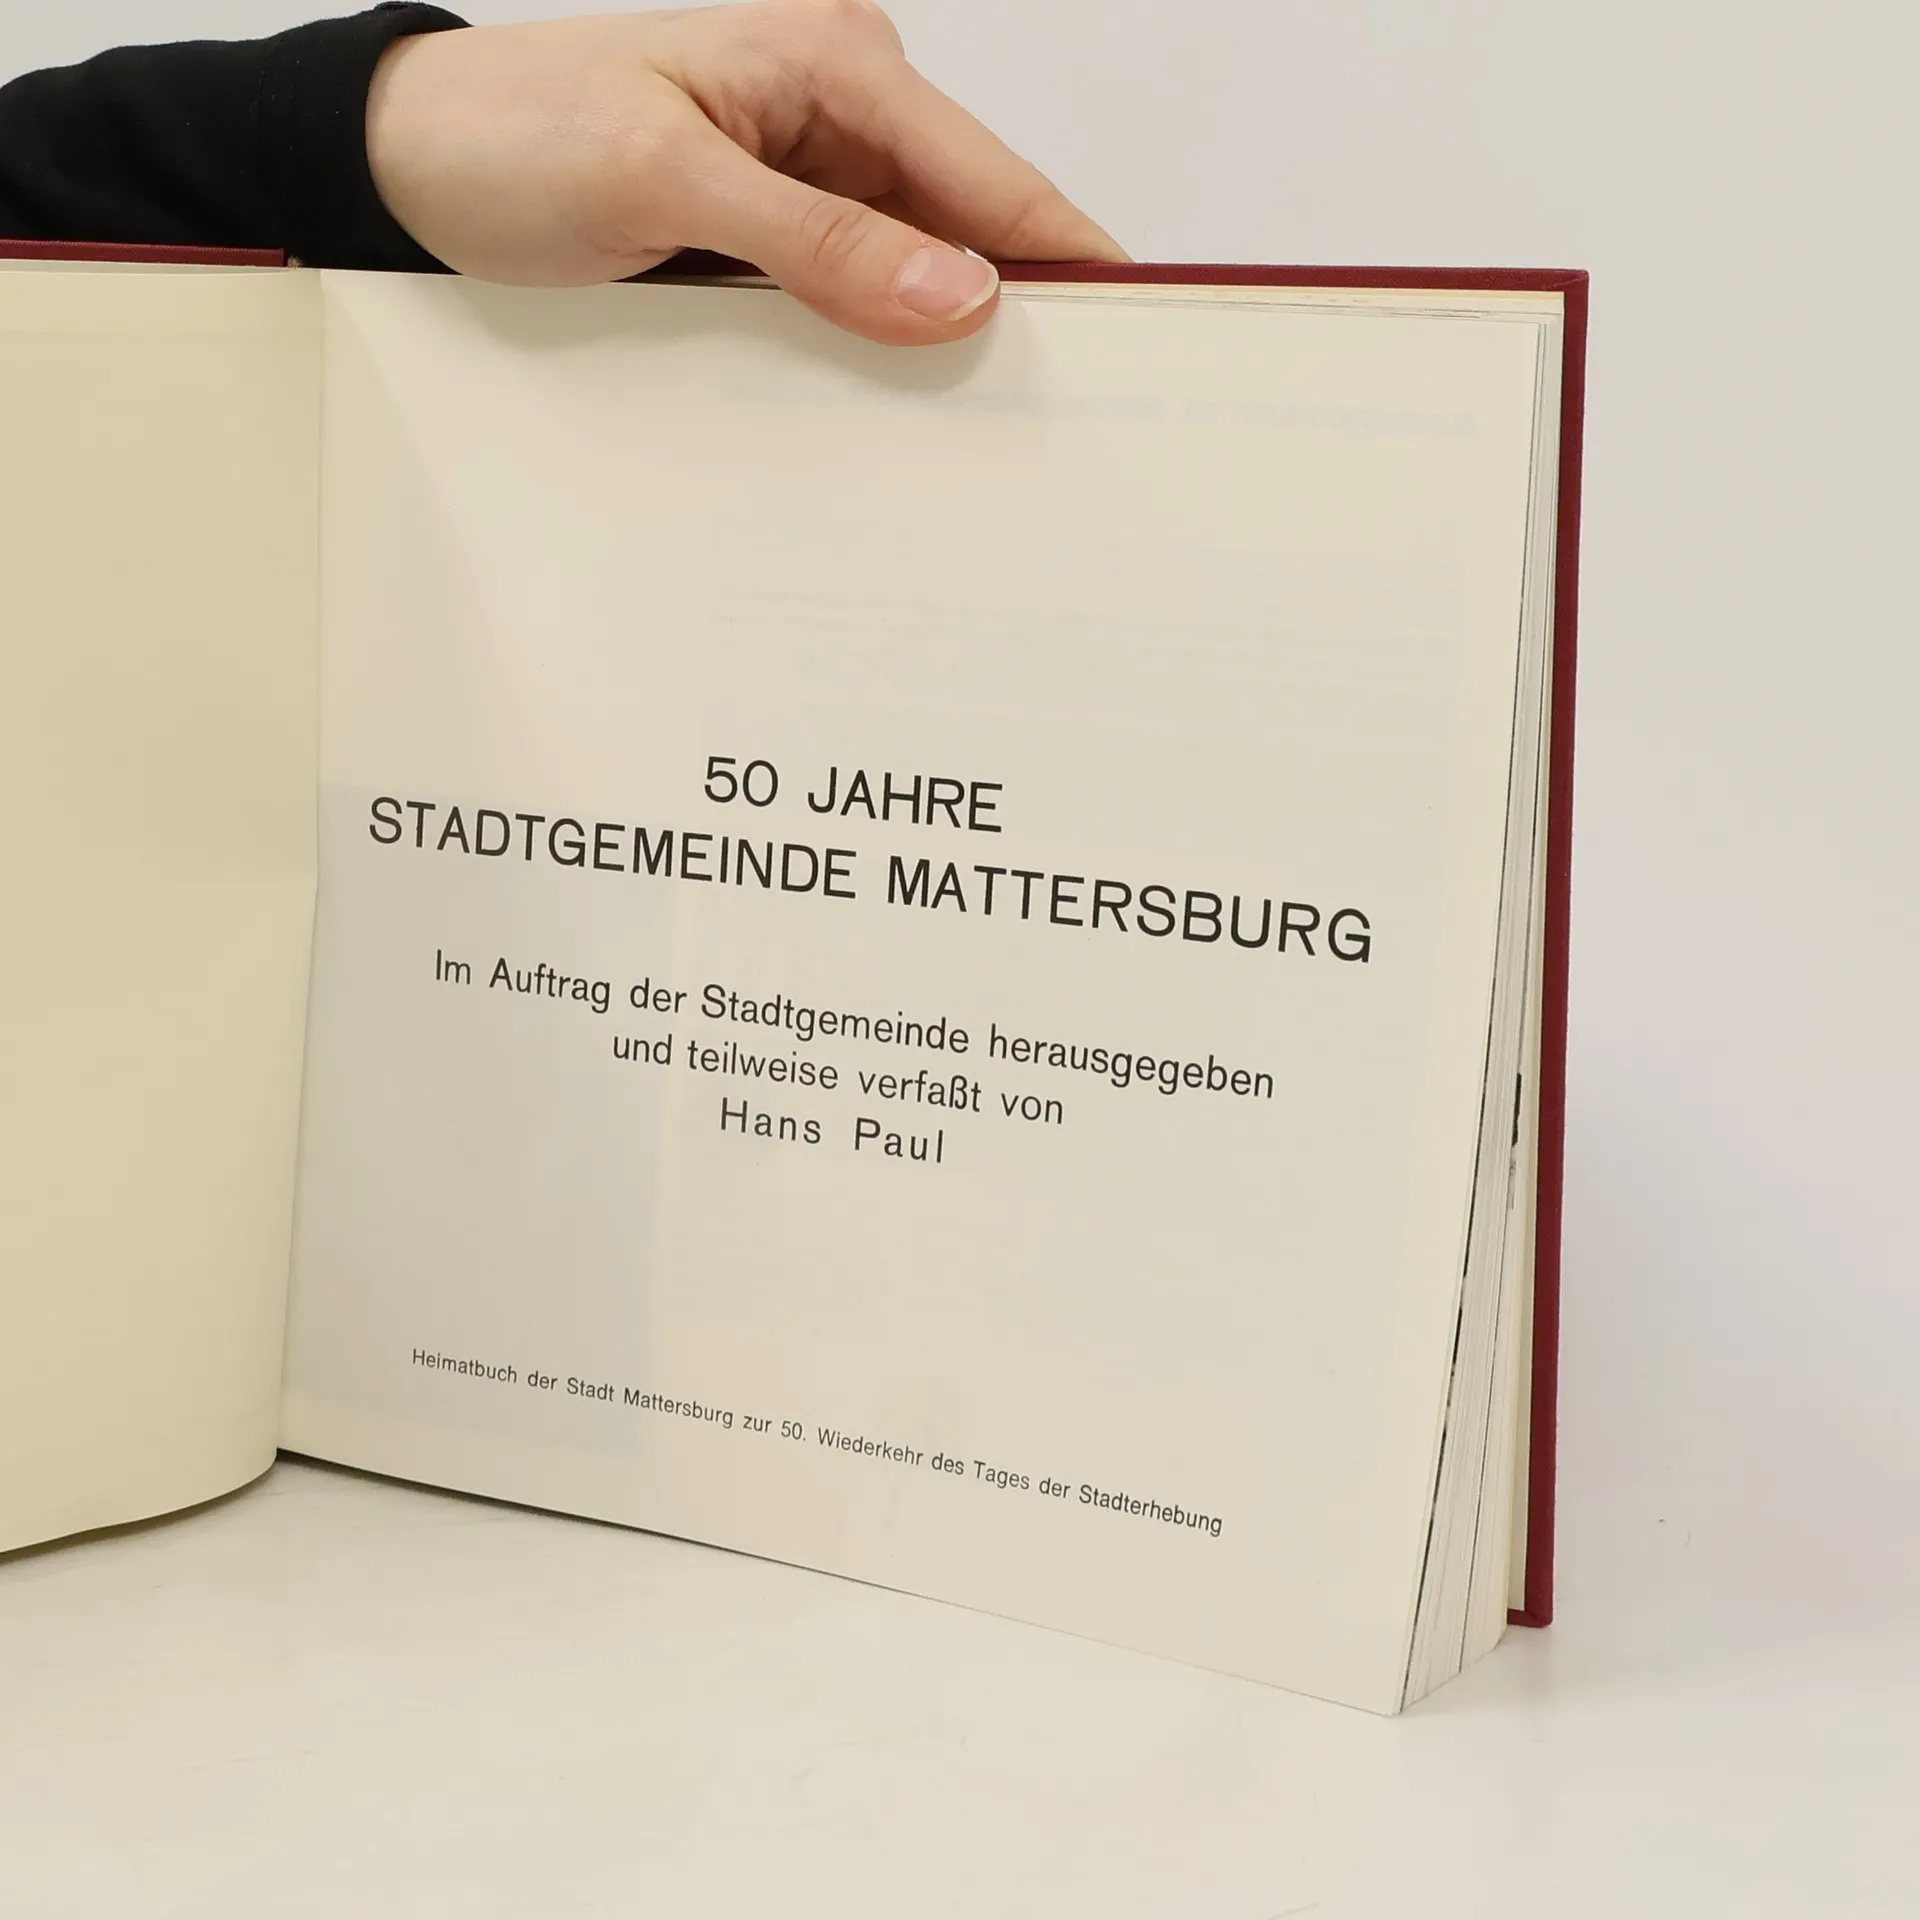 50 JAHRE
STADTGEMEINDE MATTERSBURG
Im Auftrag der Stadtgemeinde herausgegeben
und teilweise verfaßt von
Hans Paul
Heimatbuch der Stadt Mattersburg zur 50. Wiederkehr des Tages der Stadterhebung